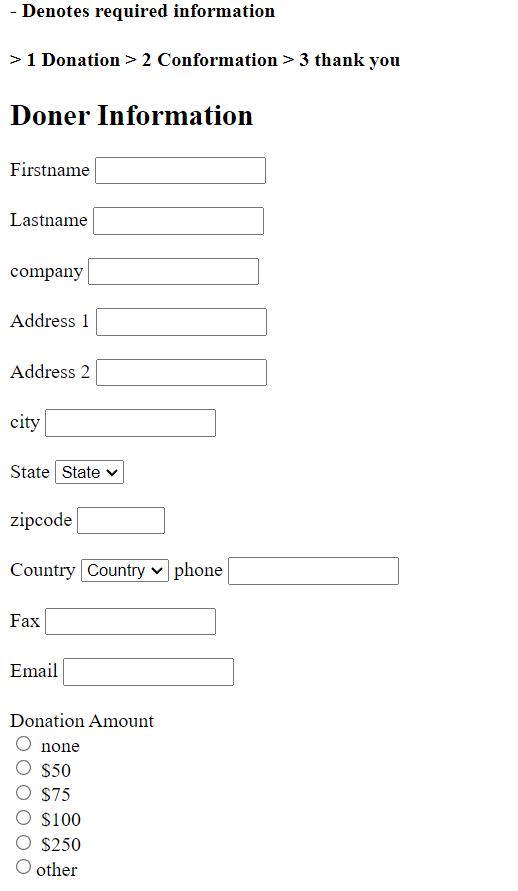 - Denotes required information
> 1 Donation > 2 Conformation > 3 thank you
Doner Information
Firstname
Lastname
company
Address 1
Address 2
city
State State
zipcode
Country Country phone
Fax
Email
Donation Amount
none
$50
$75
$100
$250
other